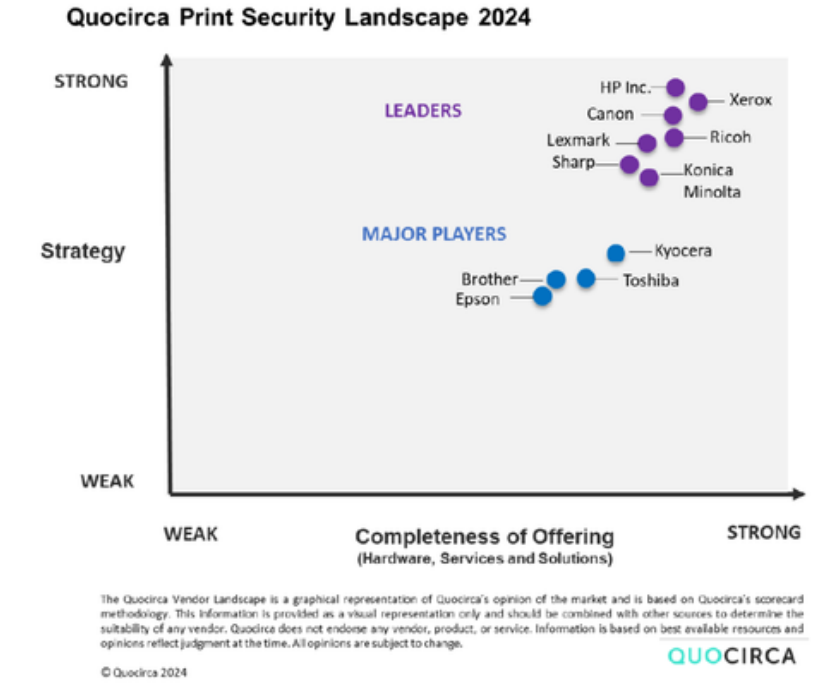 Quocirca Print Security Landscape 2024
STRONG
HP Inc.
Xerox
LEADERS
Canon
Lexmark
Ricoh
Sharp
Konica
Minolta
MAJOR PLAYERS
Strategy
Kyocera
Brother
Toshiba
Epson
WEAK
WEAK
Completeness of Offering
STRONG
(Hardware, Services and Solutions)
The Quocirca Vendor Landscape is a graphical representation of Quocirca's opinion of the market and is based on Quocirca's scorecard
methodology. This information is provided as a visual representation only and should be combined with other sources to determine the
suitability of any vendor. Quocirca does not endorse any vendor, product, or service. Information is based on best available resources and
opinions reflect judgment at the time. All opinions are subject to change.
QUOCIRCA
© Quocirca 2024